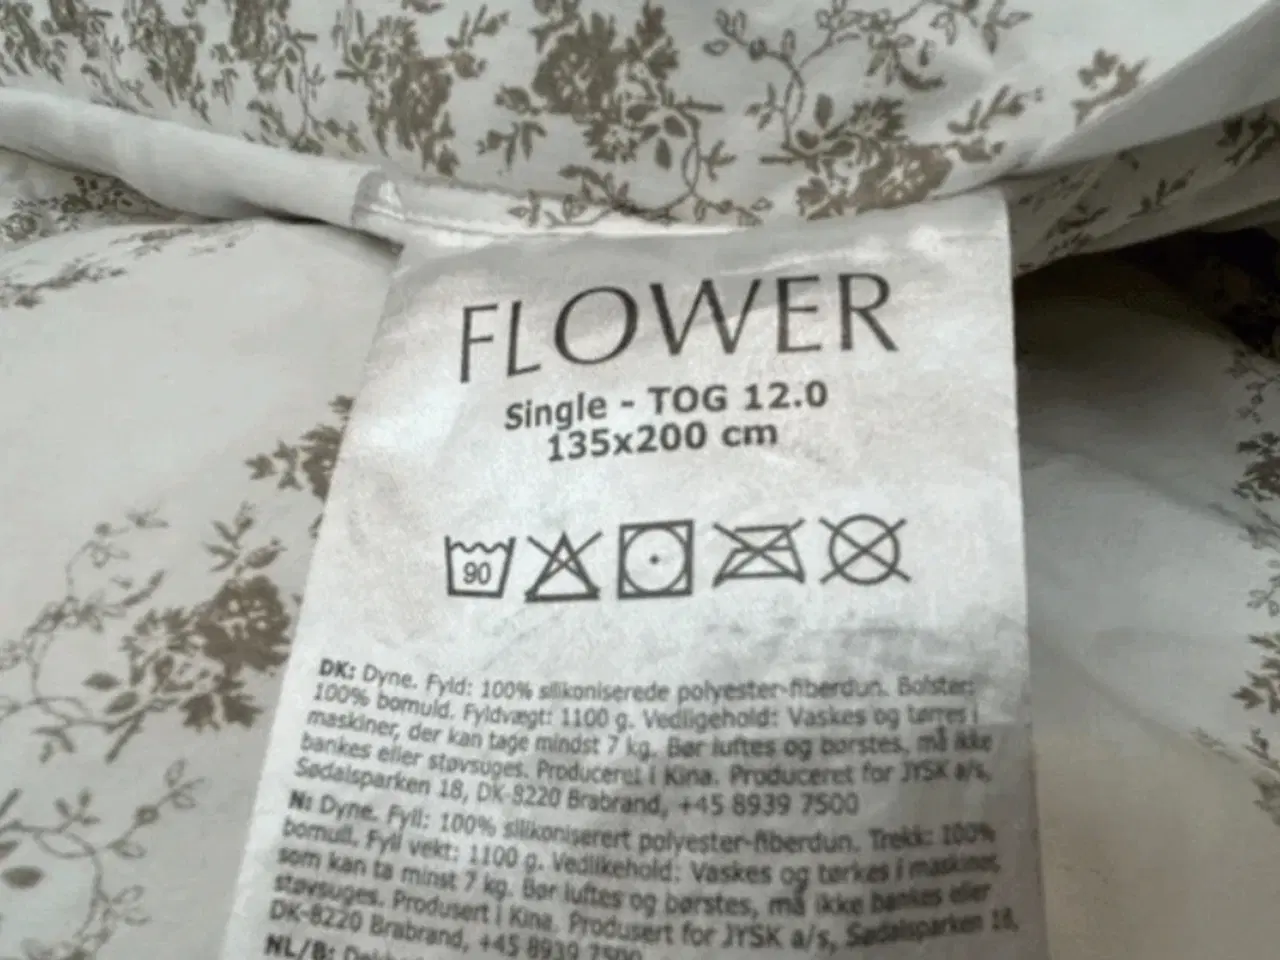 FLOWER
Single - TOG 12.0
135x200 cm
90
DK: Dyne. Fyld: 100% silikoniserede polyester-fiberdun. Bolster:
100% bomuld. Fyldvægt: 1100 g. Vedligehold: Vaskes og tørres i
maskiner, der kan tage mindst 7 kg. Bør luftes og børstes, må ikke
bankes eller støvsuges. Produceret i Kina. Produceret for JYSK a/s,
Sødalsparken 18, DK-8220 Brabrand, +45 8939 7500
N: Dyne. Fyll: 100% silikoniserert polyester-fiberdun. Trekk: 100%
bomull. Fyll vekt: 1100 g. Vedlikehold: Vaskes og tørkes i maskiner,
som kan ta minst 7 kg. Bør luftes og børstes, må ikke bankes eller
støvsuges. Produsert i Kina. Produsert for JYSK a/s, Sødalsparken 18,
DK-8220 Brabrand, +45 8939 7500
NL/B: